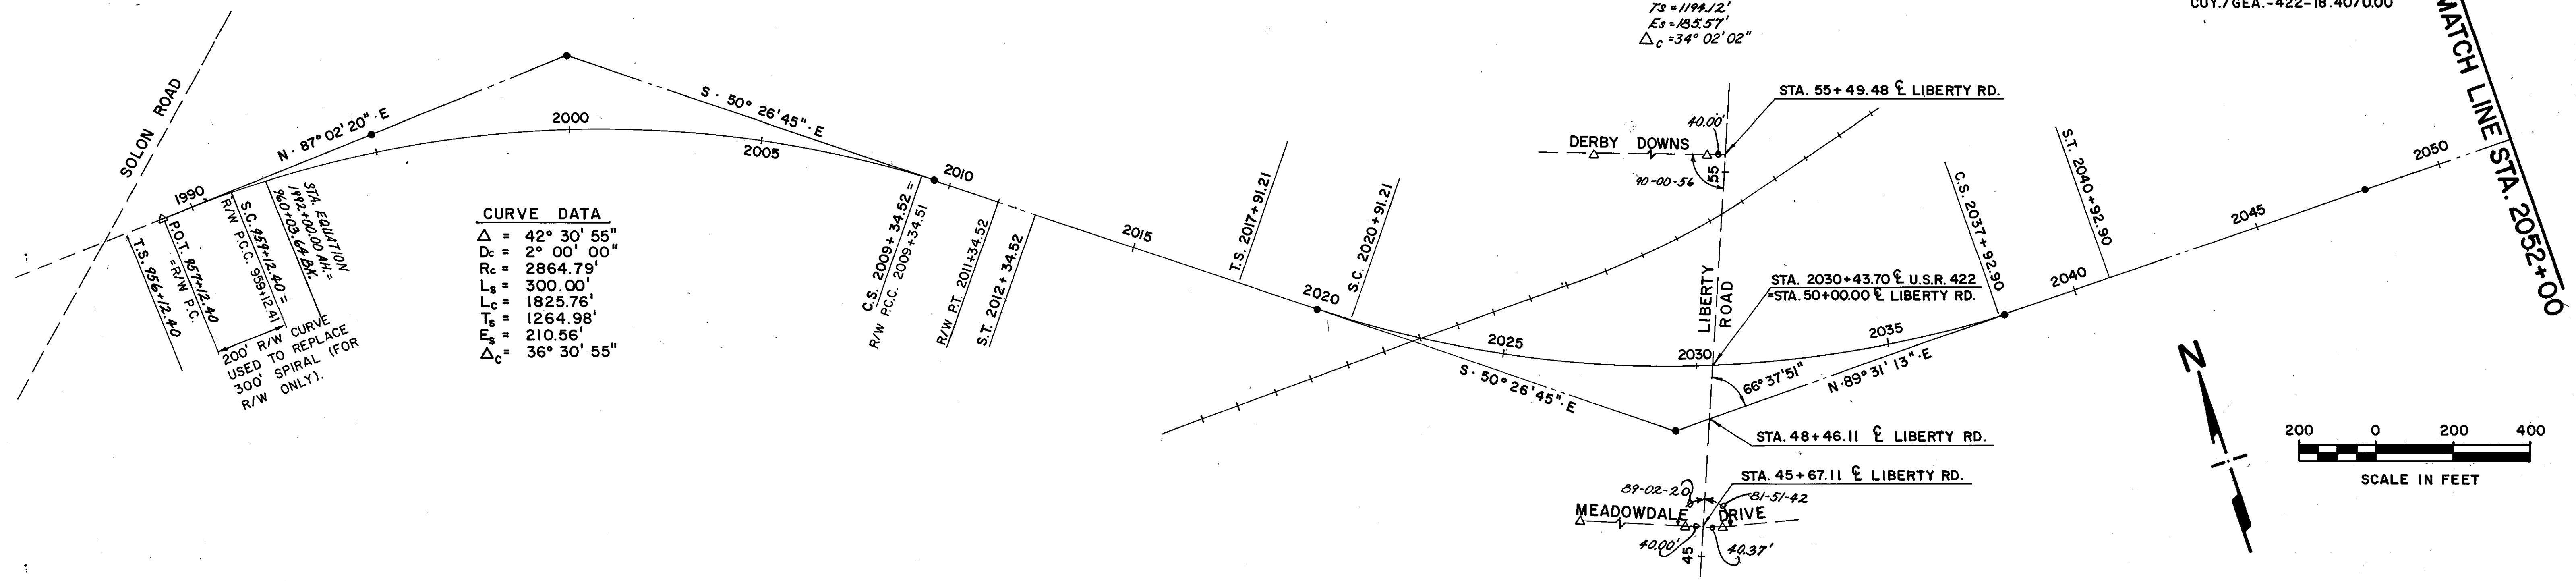 CUY./GEA.-422-18.40/0.00
MATCH LINE STA. 2052+00
Ts = 1194.12'
Es = 185.57'
Δc = 34° 02' 02"
SOLON ROAD
N. 87° 02' 20" E
S. 50° 26' 45" E
1990
2000
2005
2010
2015
2020
2025
2030
2035
2040
2045
2050
T.S. 956+12.40
P.O.T. 957+12.40
=R/W P.C.
S.C. 959+12.40 =
R/W P.C.C. 959+12.41
STA. EQUATION
1992+00.00 AH.=
960+03.64 BK.
200' R/W CURVE
USED TO REPLACE
300' SPIRAL (FOR
R/W ONLY).
CURVE DATA
Δ = 42° 30' 55"
Dc = 2° 00' 00"
Rc = 2864.79'
Ls = 300.00'
Lc = 1825.76'
Ts = 1264.98'
Es = 210.56'
Δc = 36° 30' 55"
C.S. 2009+34.52 =
R/W P.C.C. 2009+34.51
R/W P.T. 2011+34.52
S.T. 2012+34.52
T.S. 2017+91.21
S.C. 2020+91.21
S. 50° 26' 45" E
DERBY DOWNS
40.00'
90-00-56
55
STA. 55+49.48 ℄ LIBERTY RD.
LIBERTY
ROAD
STA. 2030+43.70 ℄ U.S.R. 422
=STA. 50+00.00 ℄ LIBERTY RD.
66° 37' 51"
N. 89° 31' 13" E
C.S. 2037+92.90
S.T. 2040+92.90
STA. 48+46.11 ℄ LIBERTY RD.
STA. 45+67.11 ℄ LIBERTY RD.
89-02-20
81-51-42
MEADOWDALE DRIVE
40.00'
40.37'
45
N
200 0 200 400
SCALE IN FEET